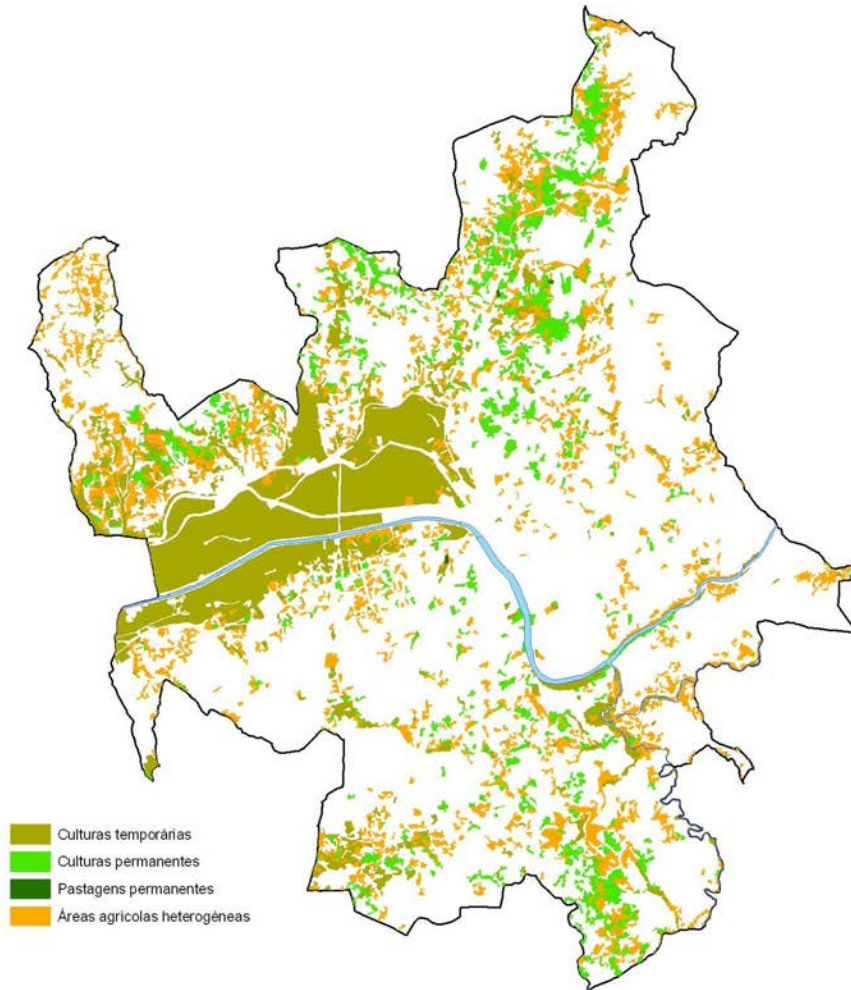 Culturas temporárias
Culturas permanentes
Pastagens permanentes
Áreas agrícolas heterogéneas